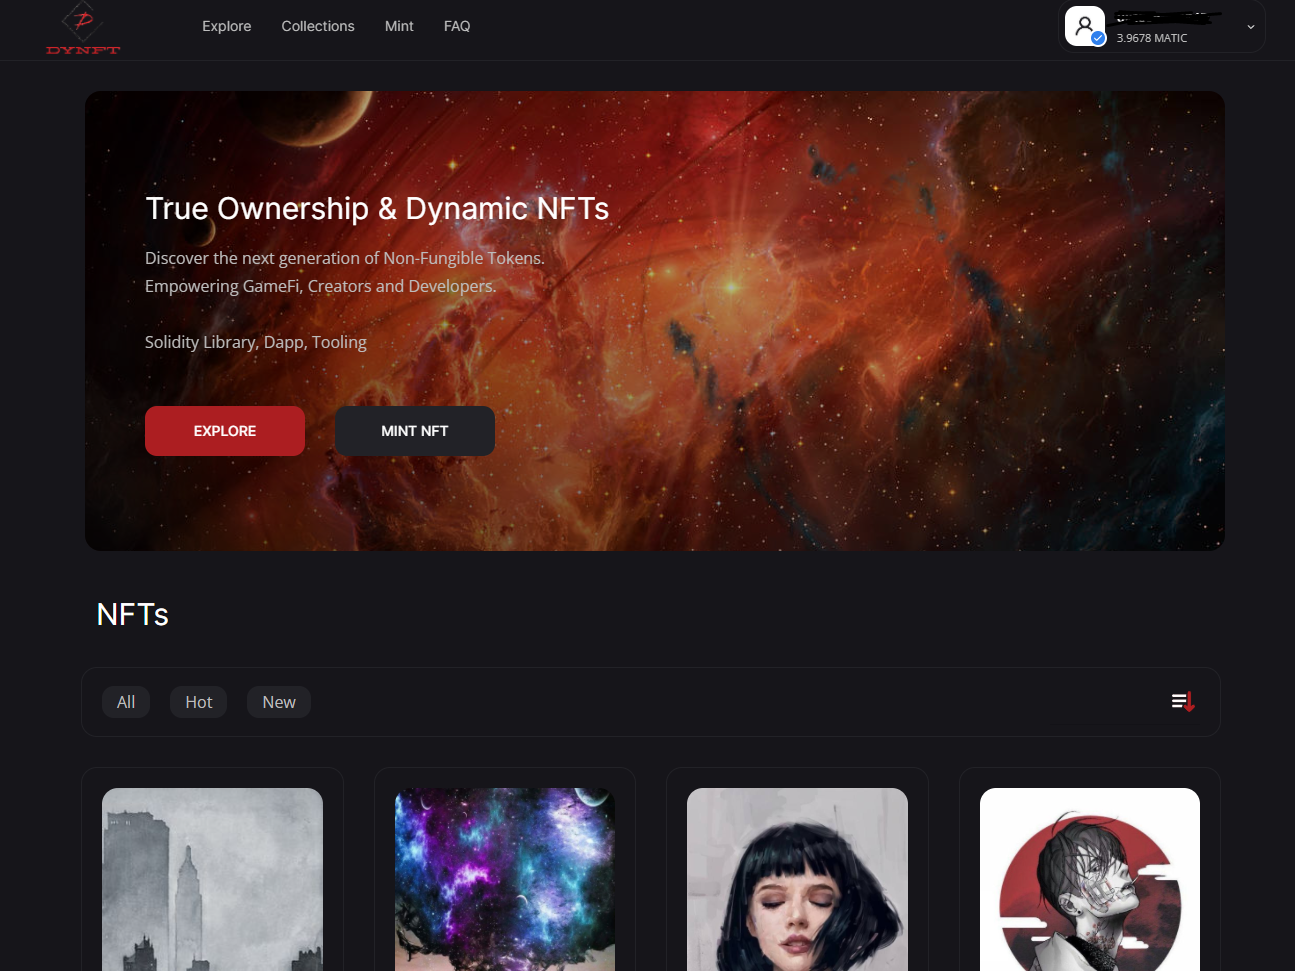 DYNFT
Explore
Collections
Mint
FAQ
3.9678 MATIC
True Ownership & Dynamic NFTs
Discover the next generation of Non-Fungible Tokens.
Empowering GameFi, Creators and Developers.
Solidity Library, Dapp, Tooling
EXPLORE
MINT NFT
NFTs
All
Hot
New